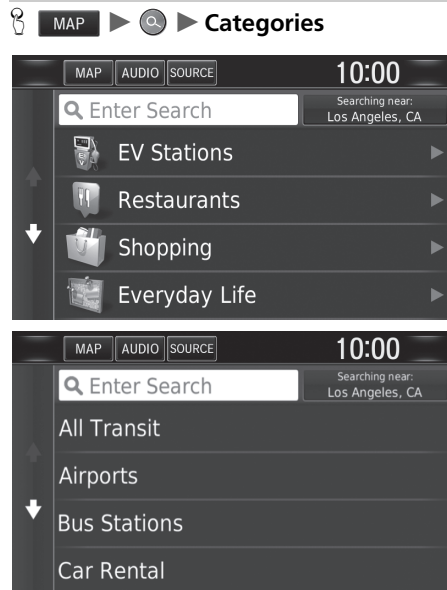 MAP Categories
MAP AUDIO SOURCE 10:00
Enter Search Searching near:
Los Angeles, CA
EV Stations
Restaurants
Shopping
Everyday Life
MAP AUDIO SOURCE 10:00
Enter Search Searching near:
Los Angeles, CA
All Transit
Airports
Bus Stations
Car Rental